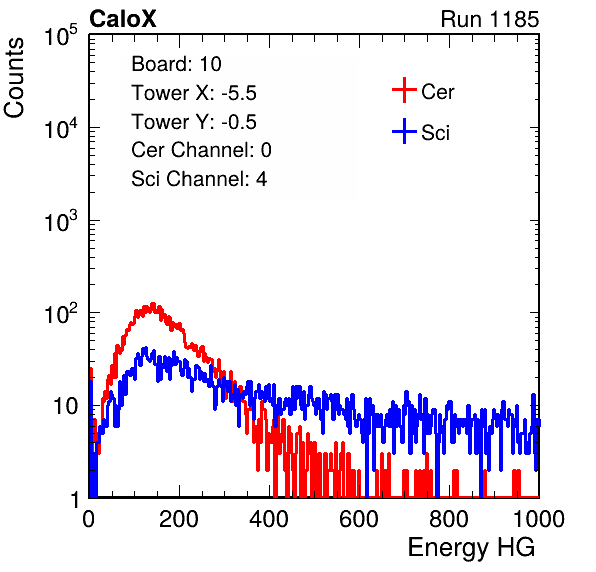 CaloX Run 1185
Counts
Board: 10
Tower X: -5.5
Tower Y: -0.5
Cer Channel: 0
Sci Channel: 4
Cer
Sci
10^5
10^4
10^3
10^2
10
1
0 200 400 600 800 1000
Energy HG